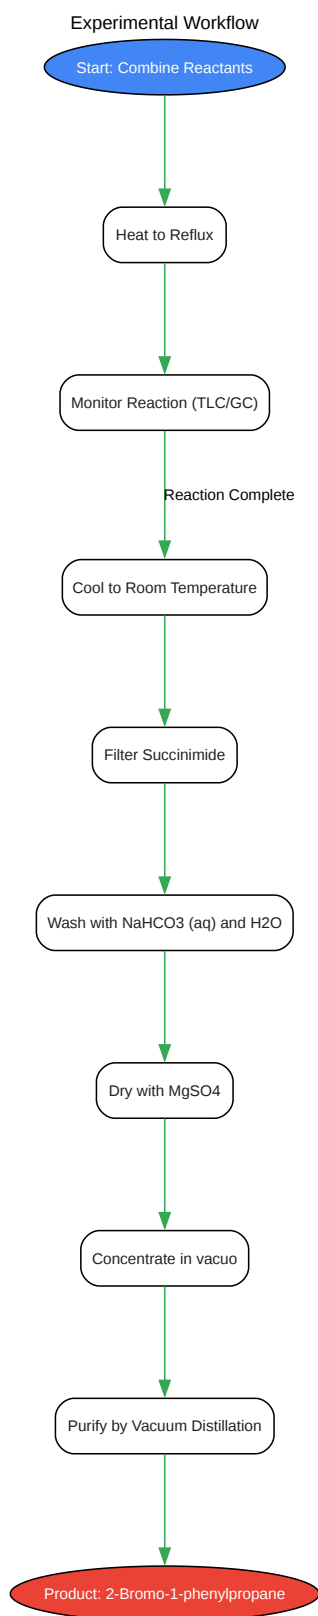 Experimental Workflow
Start: Combine Reactants
Heat to Reflux
Monitor Reaction (TLC/GC)
Reaction Complete
Cool to Room Temperature
Filter Succinimide
Wash with NaHCO3 (aq) and H2O
Dry with MgSO4
Concentrate in vacuo
Purify by Vacuum Distillation
Product: 2-Bromo-1-phenylpropane